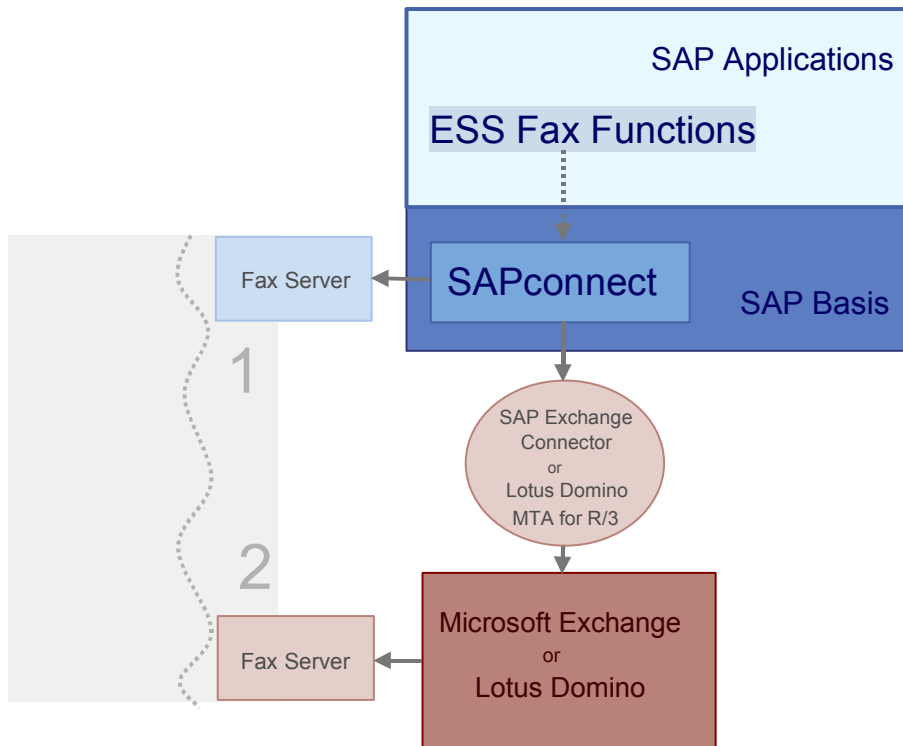 SAP Applications
ESS Fax Functions
Fax Server
SAPconnect
SAP Basis
1
SAP Exchange
Connector
or
Lotus Domino
MTA for R/3
2
Microsoft Exchange
or
Lotus Domino
Fax Server